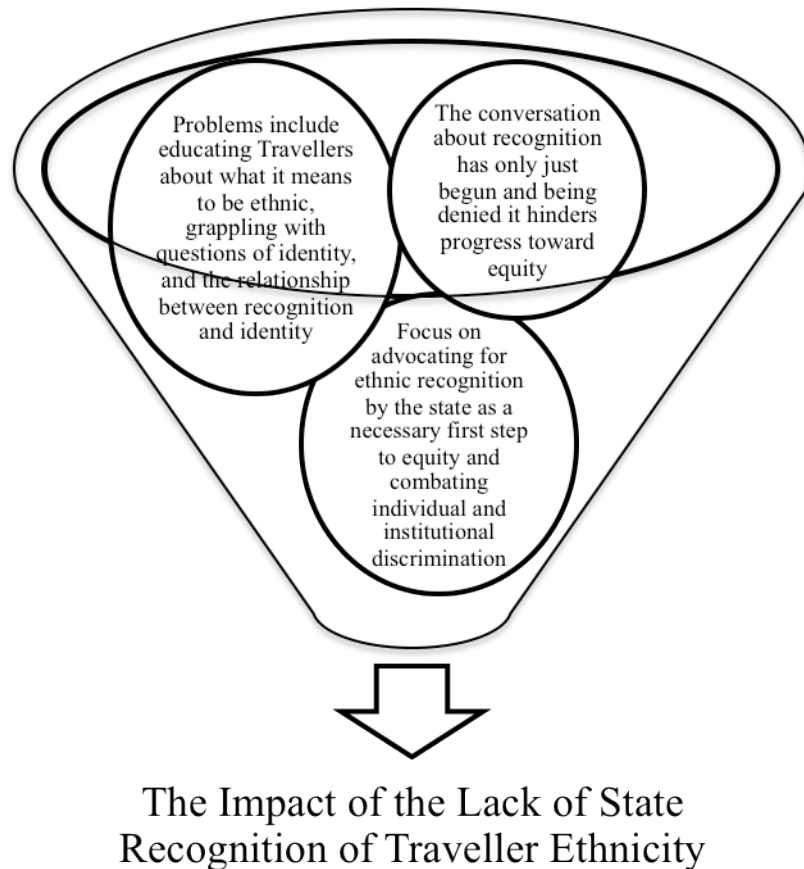 Problems include
educating Travellers
about what it means
to be ethnic,
grappling with
questions of identity,
and the relationship
between recognition
and identity
The conversation
about recognition
has only just
begun and being
denied it hinders
progress toward
equity
Focus on
advocating for
ethnic recognition
by the state as a
necessary first step
to equity and
combating
individual and
institutional
discrimination
The Impact of the Lack of State
Recognition of Traveller Ethnicity